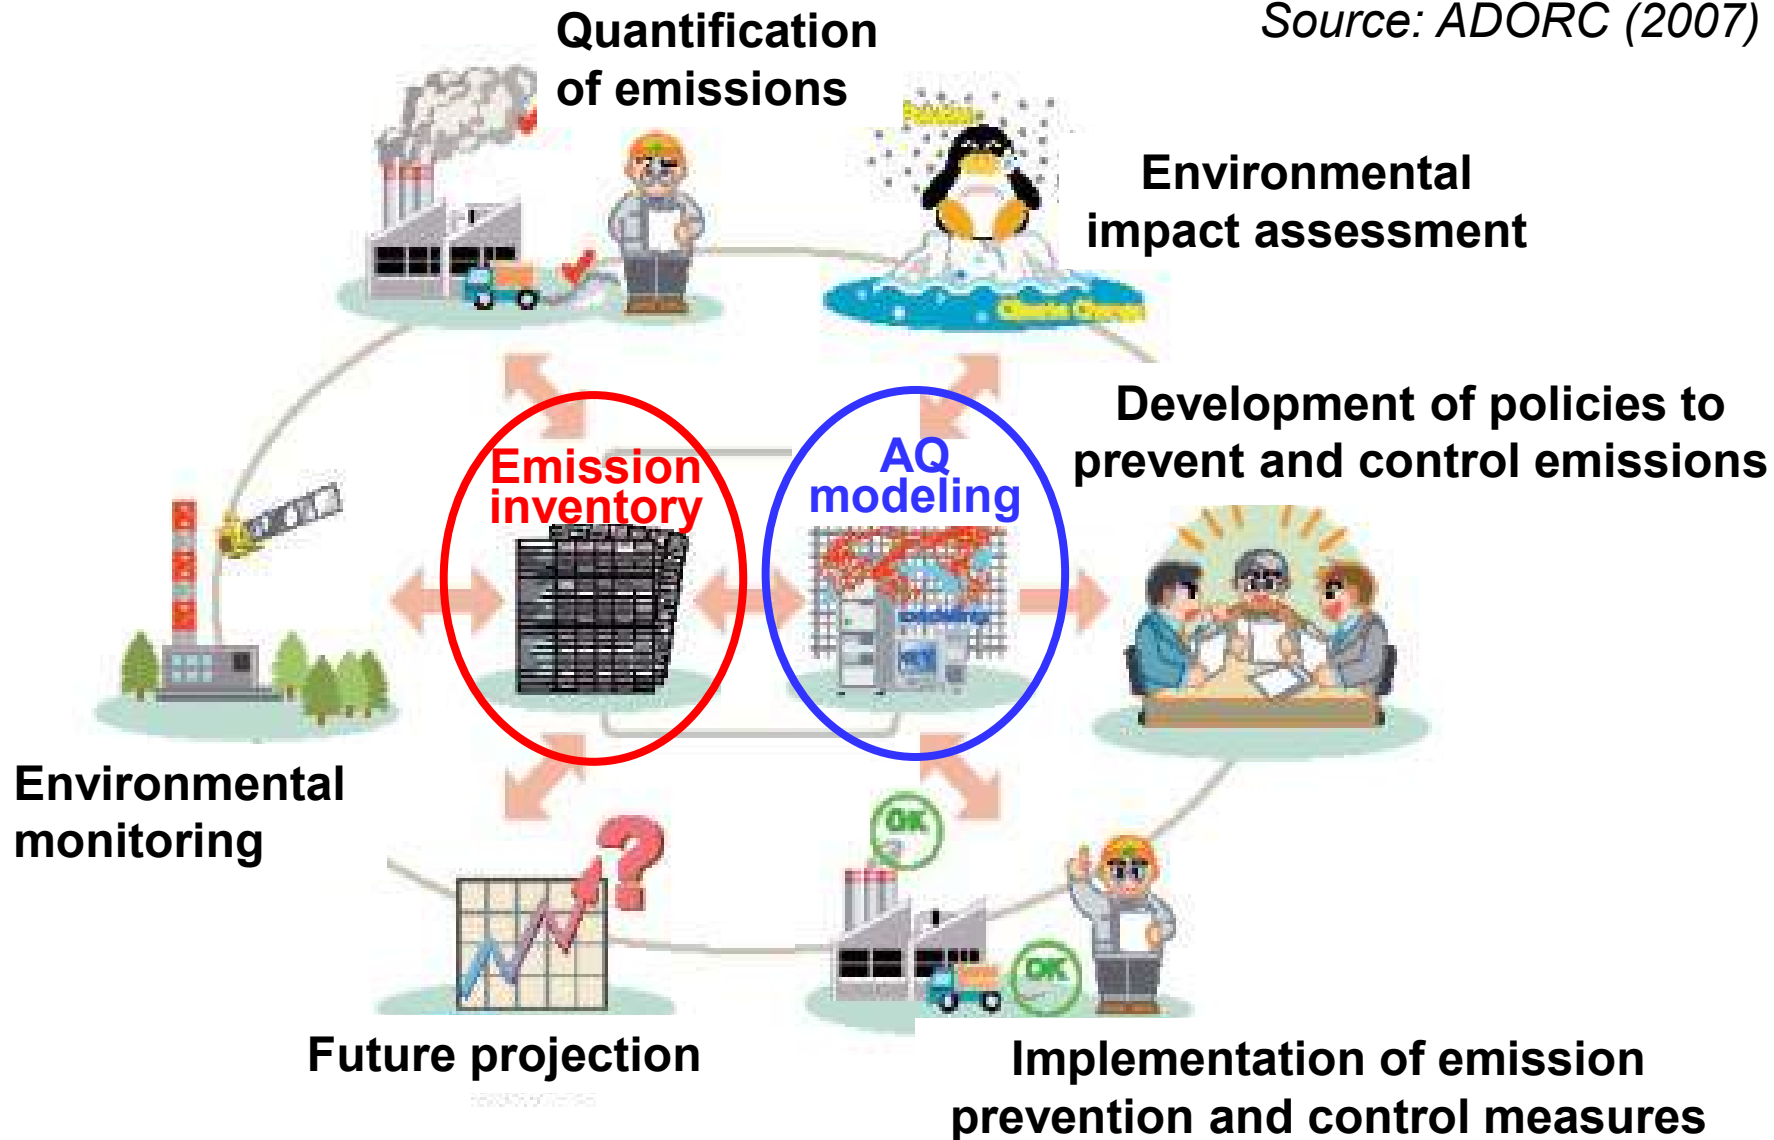 Source: ADORC (2007)
Quantification
of emissions
Environmental
impact assessment
Development of policies to
prevent and control emissions
Emission
inventory
AQ
modeling
Environmental
monitoring
OK
OK
Future projection
Implementation of emission
prevention and control measures